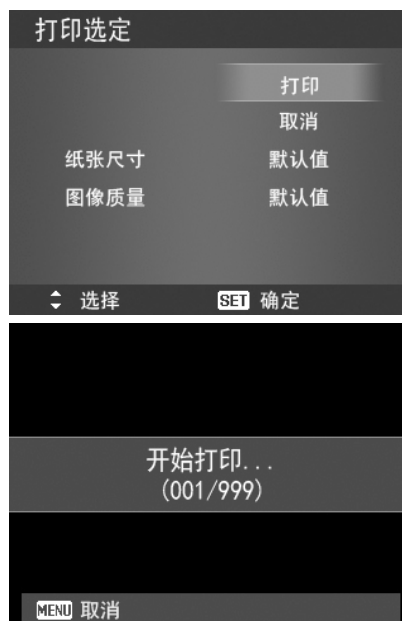 打印选定
打印
取消
纸张尺寸 默认值
图像质量 默认值
选择 SET 确定
开始打印...
(001/999)
MENU 取消